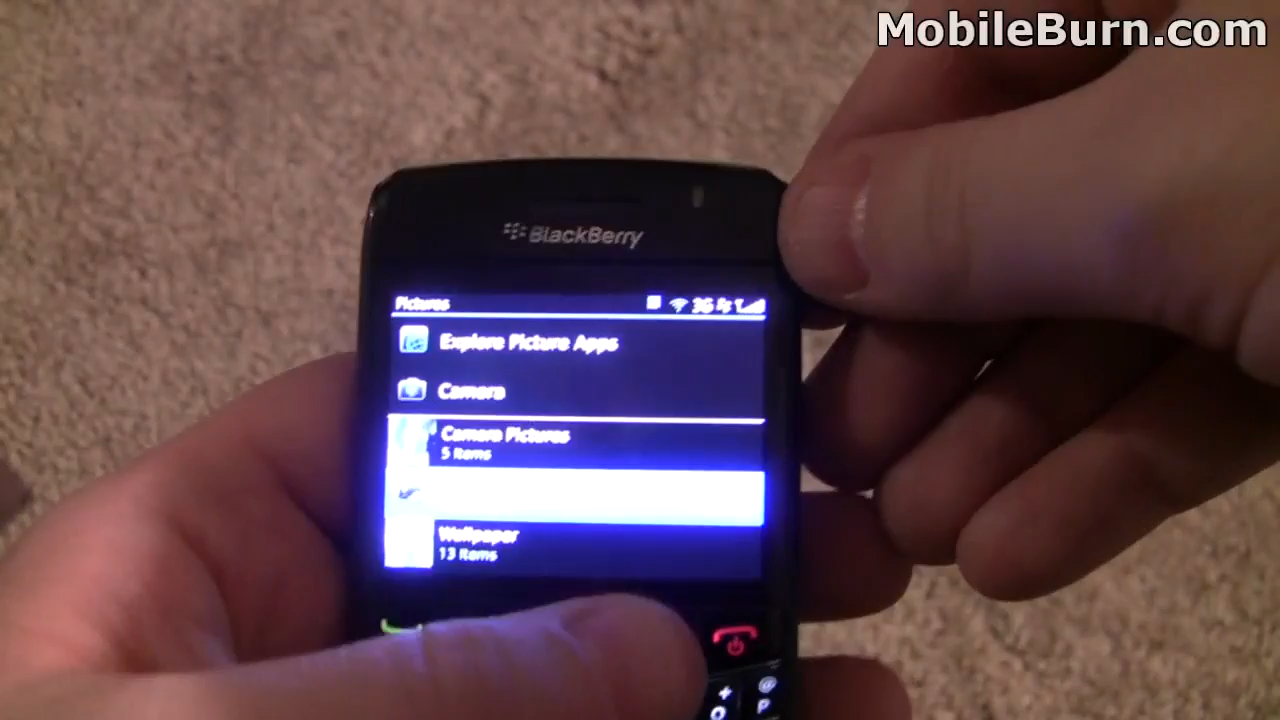 MobileBurn.com
BlackBerry
Pictures
3G
Explore Picture Apps
Camera
Camera Pictures
5 items
Wallpaper
13 items
+
@
O
P